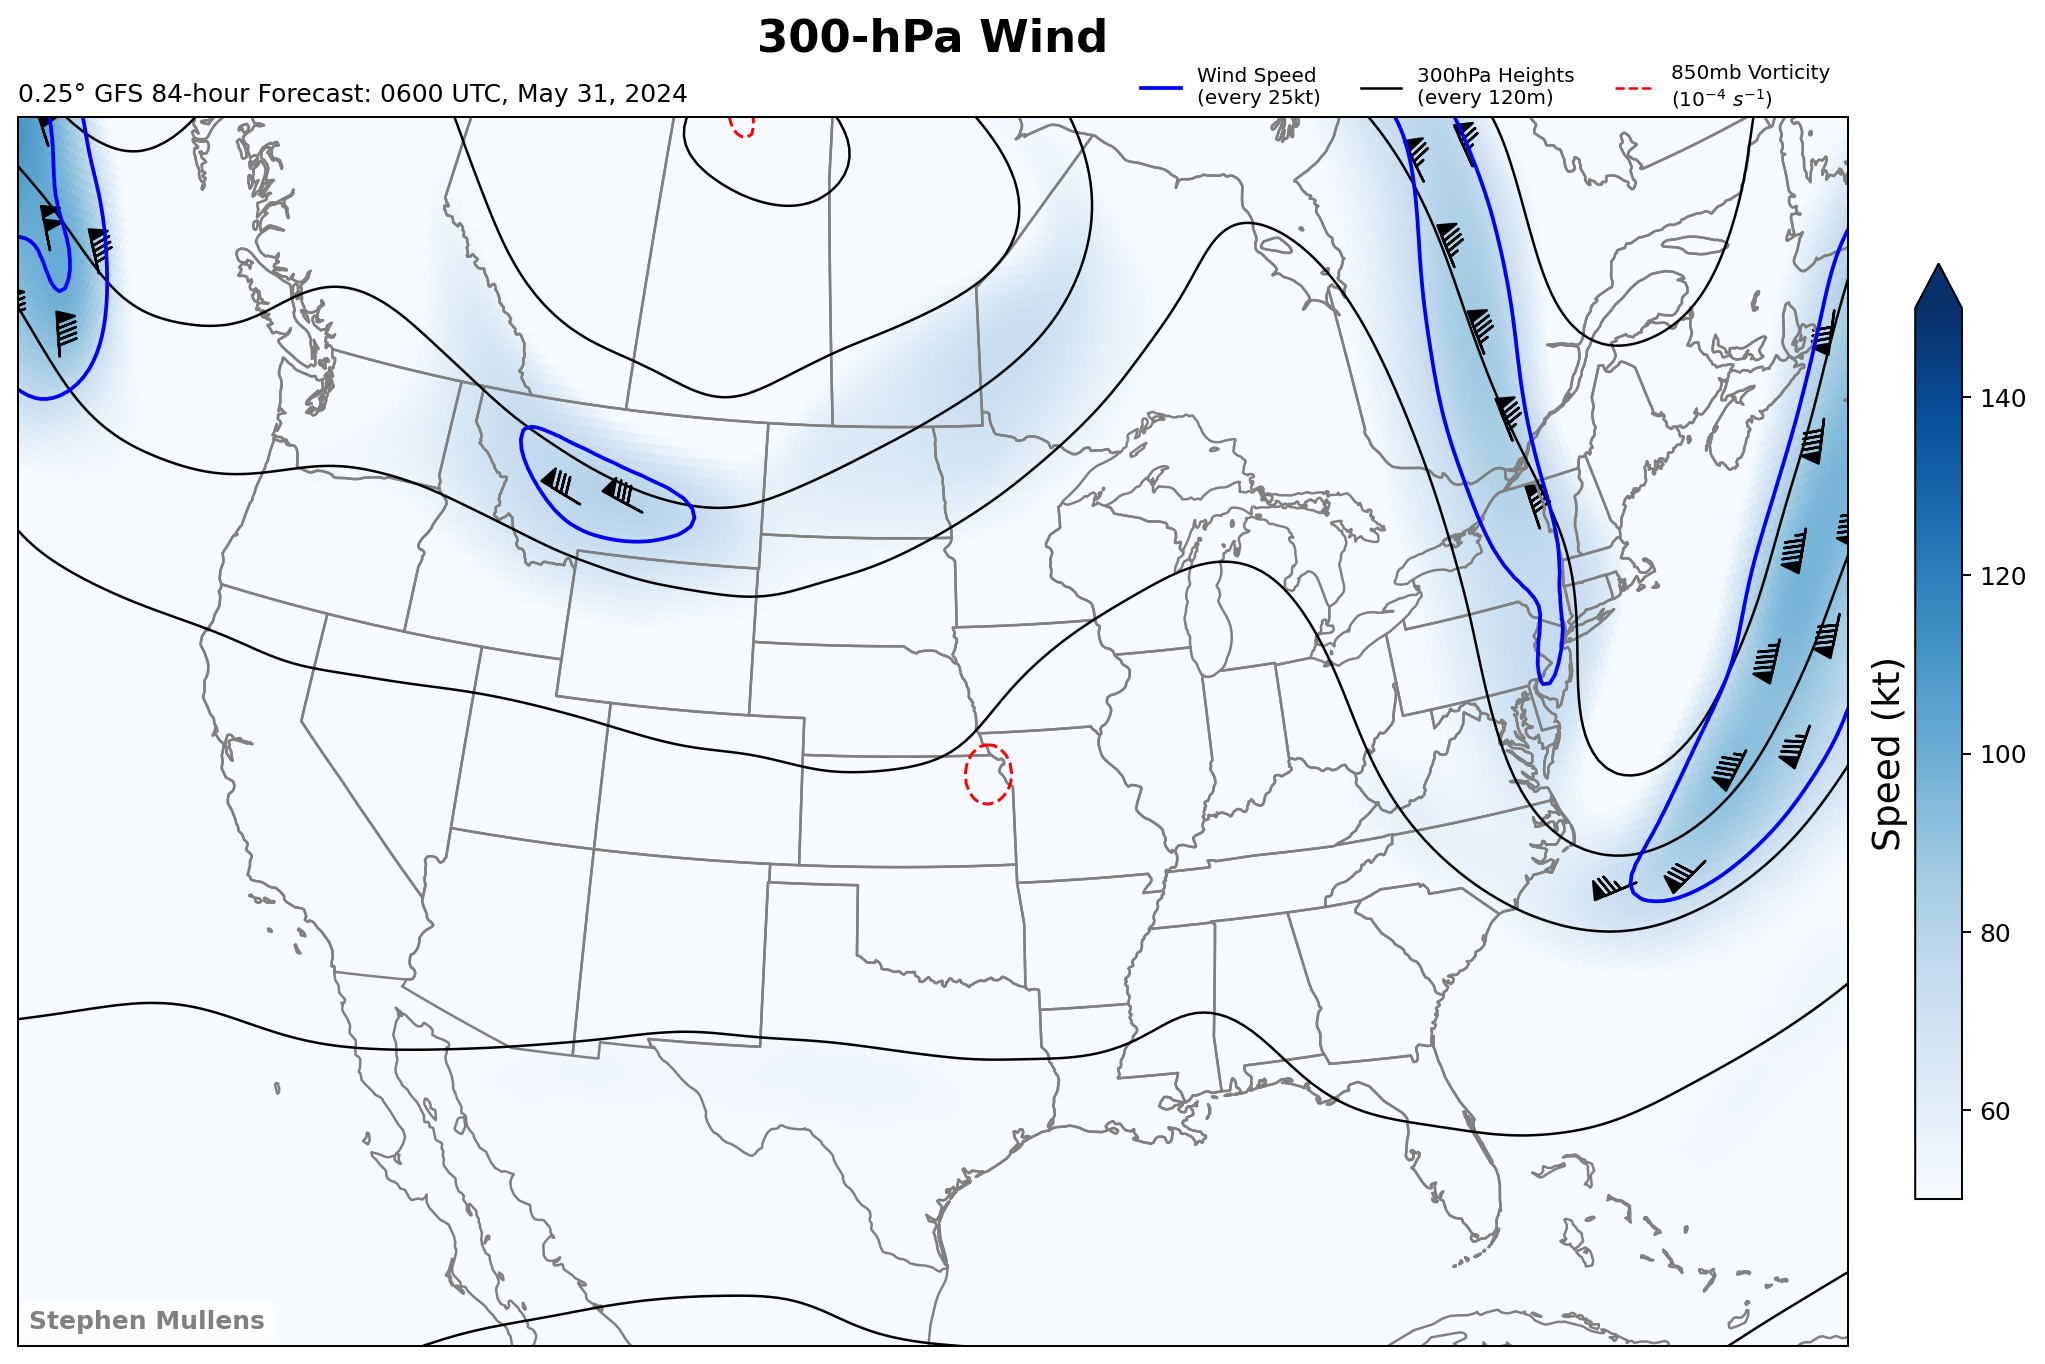 300-hPa Wind
0.25° GFS 84-hour Forecast: 0600 UTC, May 31, 2024
Wind Speed
(every 25kt)
300hPa Heights
(every 120m)
850mb Vorticity
(10⁻⁴ s⁻¹)
140
120
100
80
60
Speed (kt)
Stephen Mullens